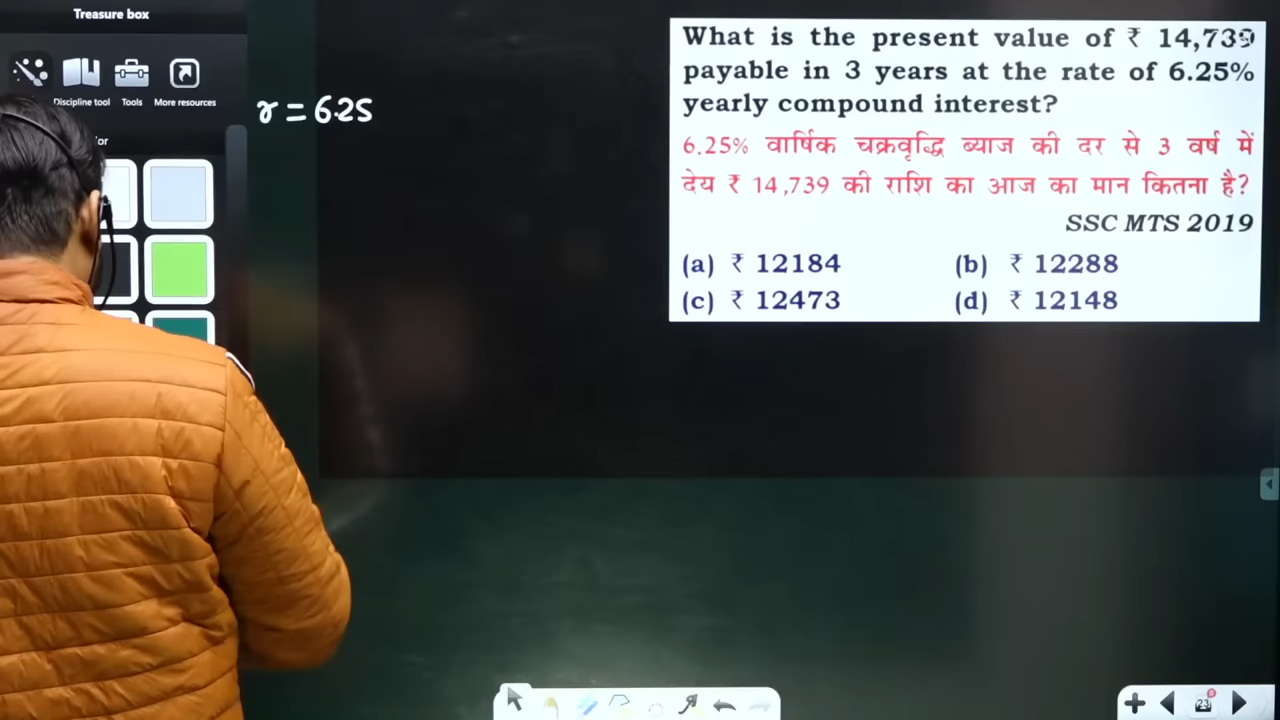 Treasure box
Discipline tool Tools More resources
or
r = 6.25
What is the present value of ₹ 14,739
payable in 3 years at the rate of 6.25%
yearly compound interest?
6.25% वार्षिक चक्रवृद्धि ब्याज की दर से 3 वर्ष में
देय ₹ 14,739 की राशि का आज का मान कितना है?
SSC MTS 2019
(a) ₹ 12184 (b) ₹ 12288
(c) ₹ 12473 (d) ₹ 12148
23